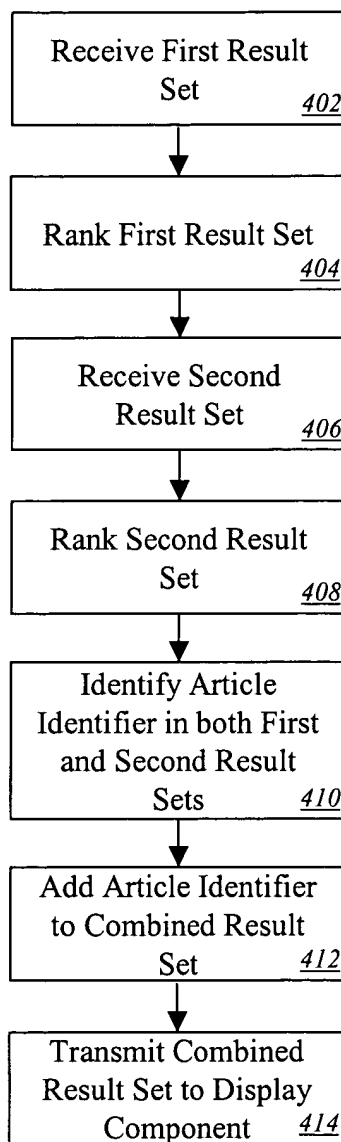 Receive First Result
Set
402
Rank First Result Set
404
Receive Second
Result Set
406
Rank Second Result
Set
408
Identify Article
Identifier in both First
and Second Result
Sets
410
Add Article Identifier
to Combined Result
Set
412
Transmit Combined
Result Set to Display
Component
414